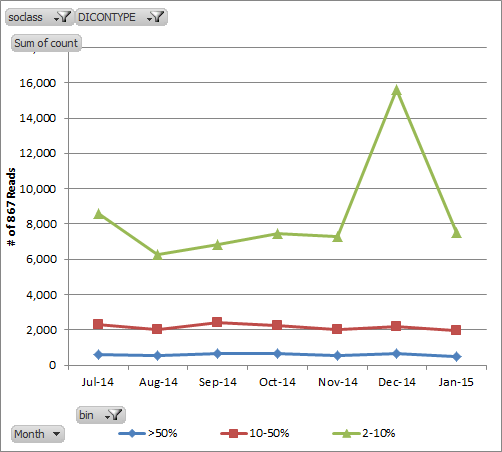 soclass DICONTYPE
Sum of count
16,000
14,000
12,000
10,000
8,000
6,000
4,000
2,000
0
# of 867 Reads
Jul-14 Aug-14 Sep-14 Oct-14 Nov-14 Dec-14 Jan-15
bin
Month >50% 10-50% 2-10%